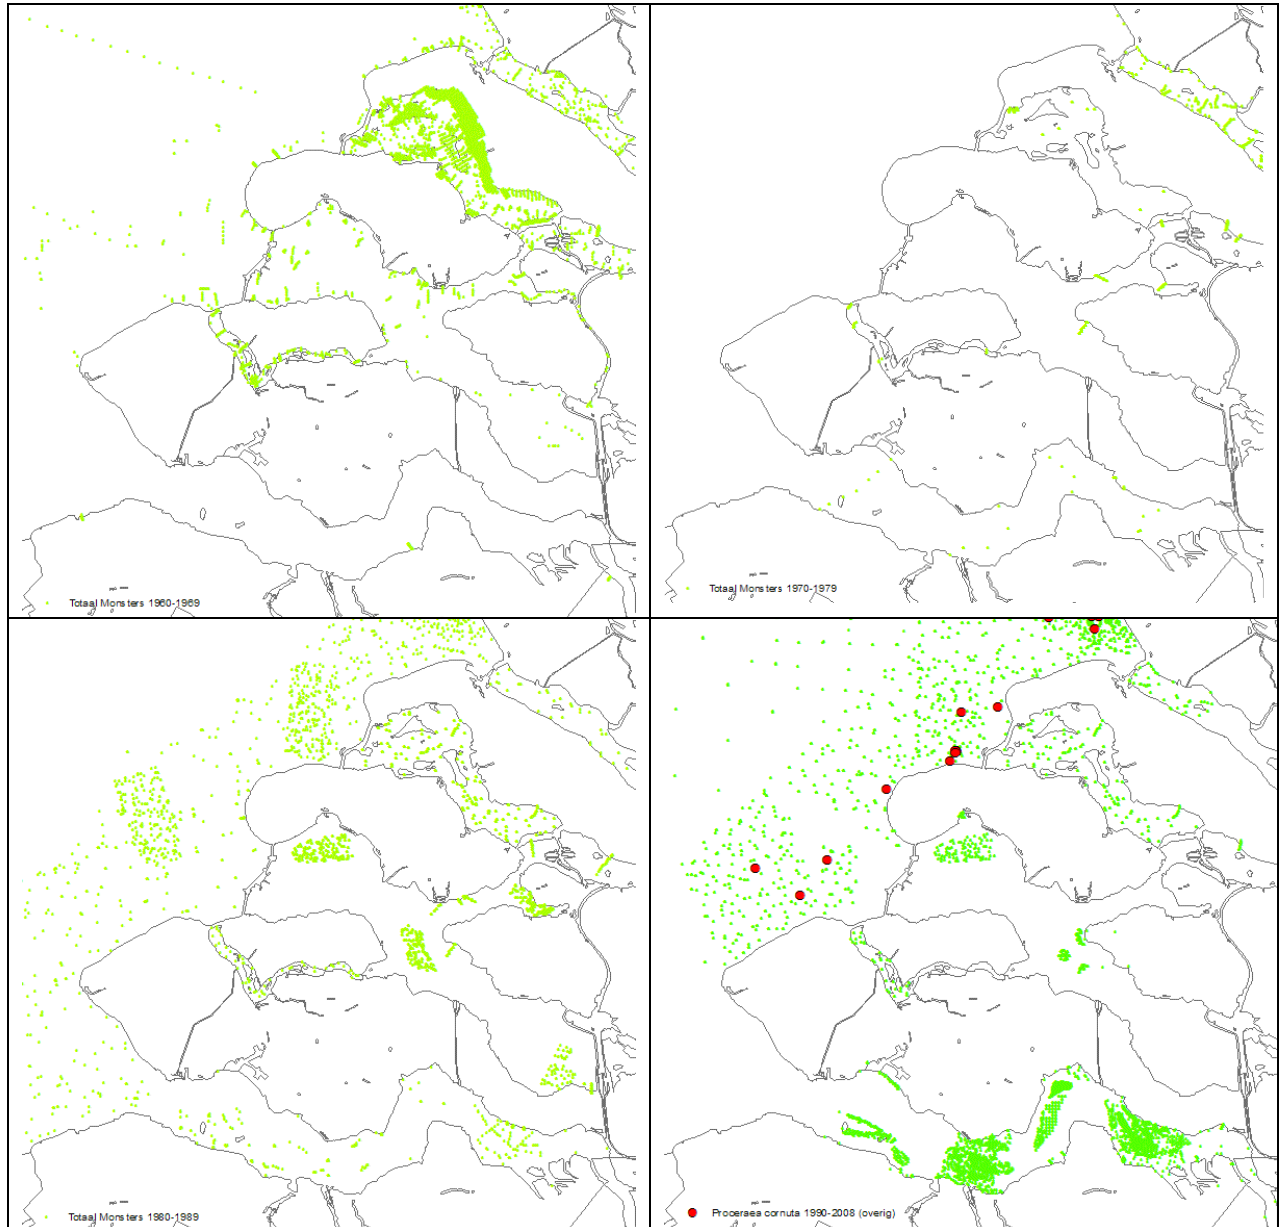 Totaal Monsters 1960-1969
Totaal Monsters 1970-1979
Totaal Monsters 1980-1989
Proceraea cornuta 1990-2008 (overig)